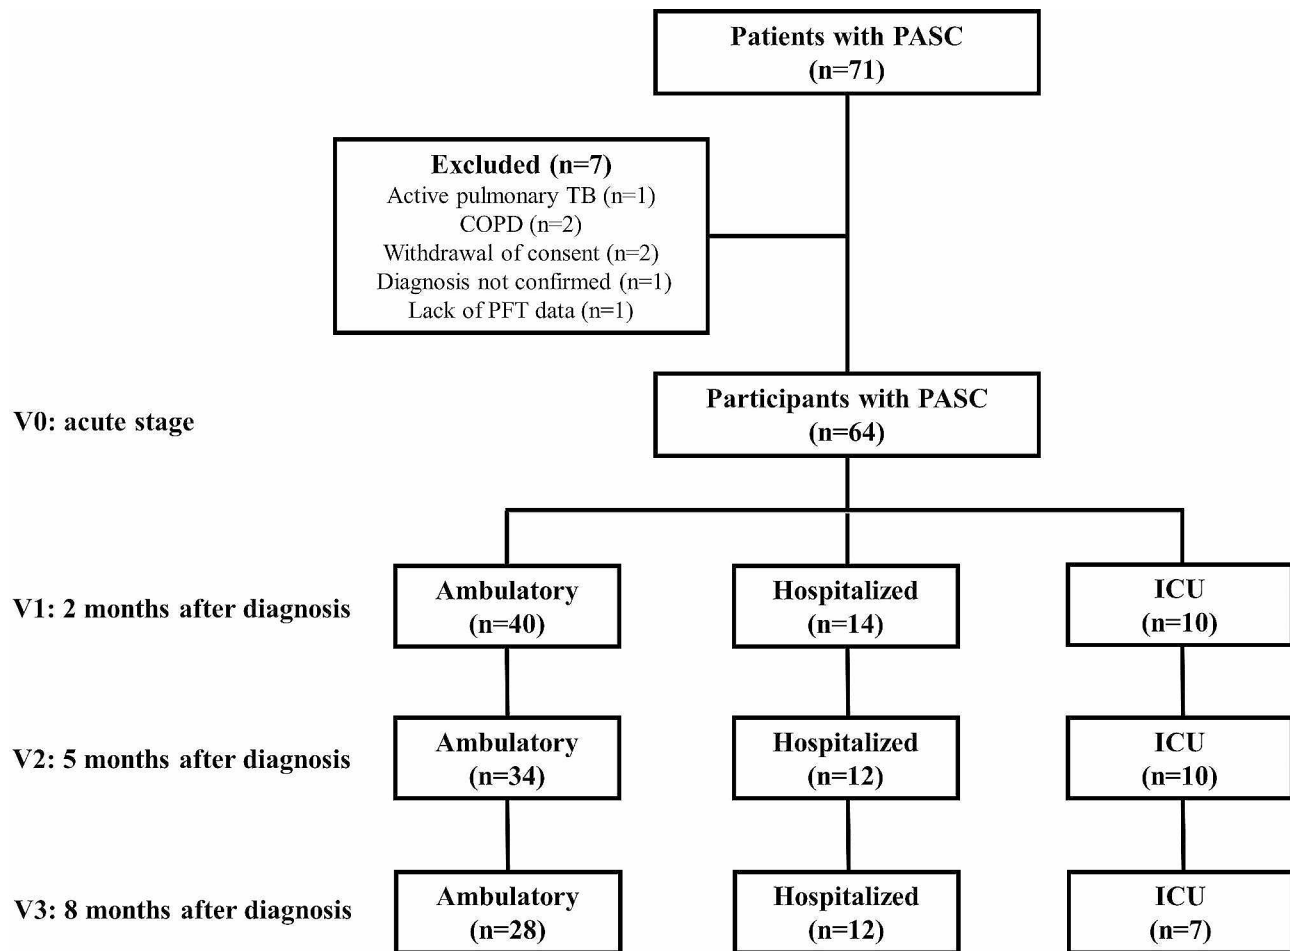 Patients with PASC
(n=71)
Excluded (n=7)
Active pulmonary TB (n=1)
COPD (n=2)
Withdrawal of consent (n=2)
Diagnosis not confirmed (n=1)
Lack of PFT data (n=1)
V0: acute stage
Participants with PASC
(n=64)
V1: 2 months after diagnosis
Ambulatory
(n=40)
Hospitalized
(n=14)
ICU
(n=10)
V2: 5 months after diagnosis
Ambulatory
(n=34)
Hospitalized
(n=12)
ICU
(n=10)
V3: 8 months after diagnosis
Ambulatory
(n=28)
Hospitalized
(n=12)
ICU
(n=7)